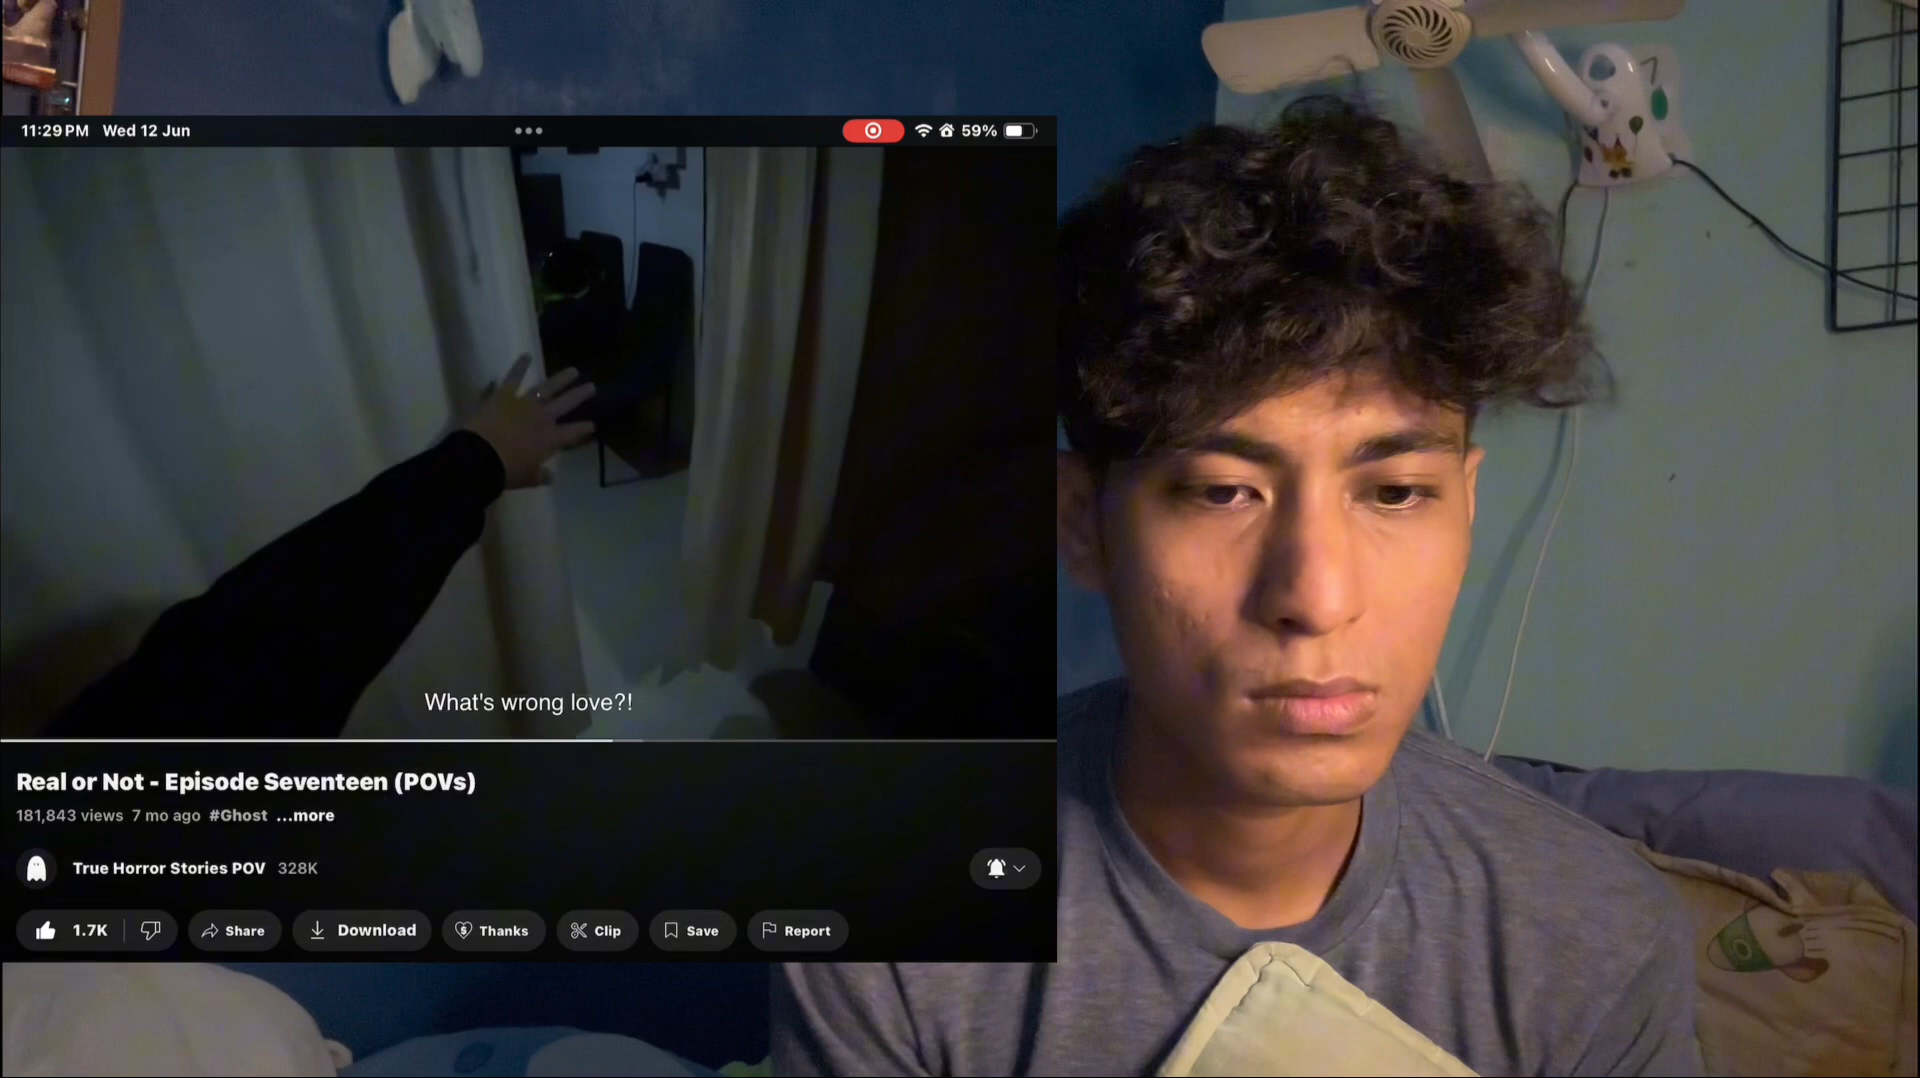 11:29 PM Wed 12 Jun 59%
What's wrong love?!
Real or Not - Episode Seventeen (POVs)
181,843 views 7 mo ago #Ghost ...more
True Horror Stories POV 328K
1.7K Share Download Thanks Clip Save Report